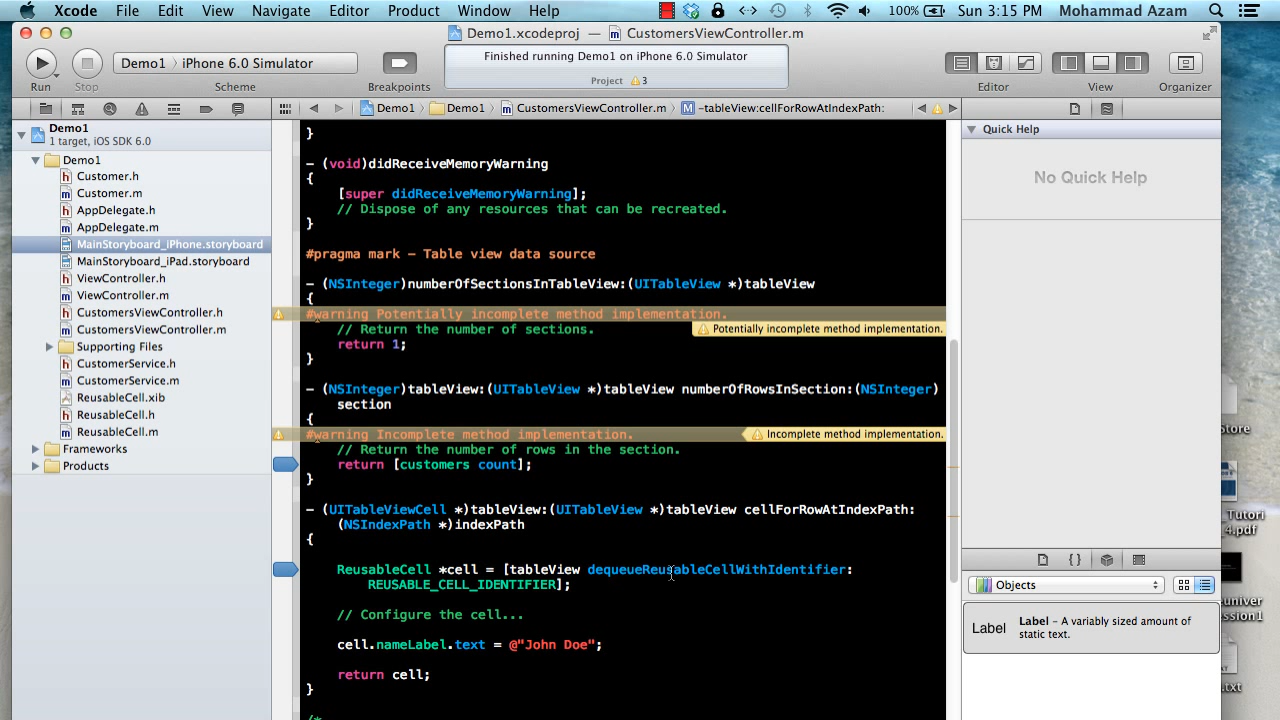 Xcode File Edit View Navigate Editor Product Window Help 100% Sun 3:15 PM Mohammad Azam
Demo1.xcodeproj — CustomersViewController.m
Demo1 iPhone 6.0 Simulator
Finished running Demo1 on iPhone 6.0 Simulator
Project 3
Run Stop Scheme Breakpoints Editor View Organizer
Demo1 Demo1 CustomersViewController.m M -tableView:cellForRowAtIndexPath:
Demo1
1 target, iOS SDK 6.0
Demo1
Customer.h
Customer.m
AppDelegate.h
AppDelegate.m
MainStoryboard_iPhone.storyboard
MainStoryboard_iPad.storyboard
ViewController.h
ViewController.m
CustomersViewController.h
CustomersViewController.m
Supporting Files
CustomerService.h
CustomerService.m
ReusableCell.xib
ReusableCell.h
ReusableCell.m
Frameworks
Products
}
- (void)didReceiveMemoryWarning
{
[super didReceiveMemoryWarning];
// Dispose of any resources that can be recreated.
}
#pragma mark - Table view data source
- (NSInteger)numberOfSectionsInTableView:(UITableView *)tableView
{
#warning Potentially incomplete method implementation.
Potentially incomplete method implementation.
// Return the number of sections.
return 1;
}
- (NSInteger)tableView:(UITableView *)tableView numberOfRowsInSection:(NSInteger)
section
{
#warning Incomplete method implementation.
Incomplete method implementation.
// Return the number of rows in the section.
return [customers count];
}
- (UITableViewCell *)tableView:(UITableView *)tableView cellForRowAtIndexPath:
(NSIndexPath *)indexPath
{
ReusableCell *cell = [tableView dequeueReusableCellWithIdentifier:
REUSABLE_CELL_IDENTIFIER];
// Configure the cell...
cell.nameLabel.text = @"John Doe";
return cell;
}
/*
Quick Help
No Quick Help
Objects
Label
Label - A variably sized amount of
static text.
Store
_Tutori
_4.pdf
univer
ssion1
.txt